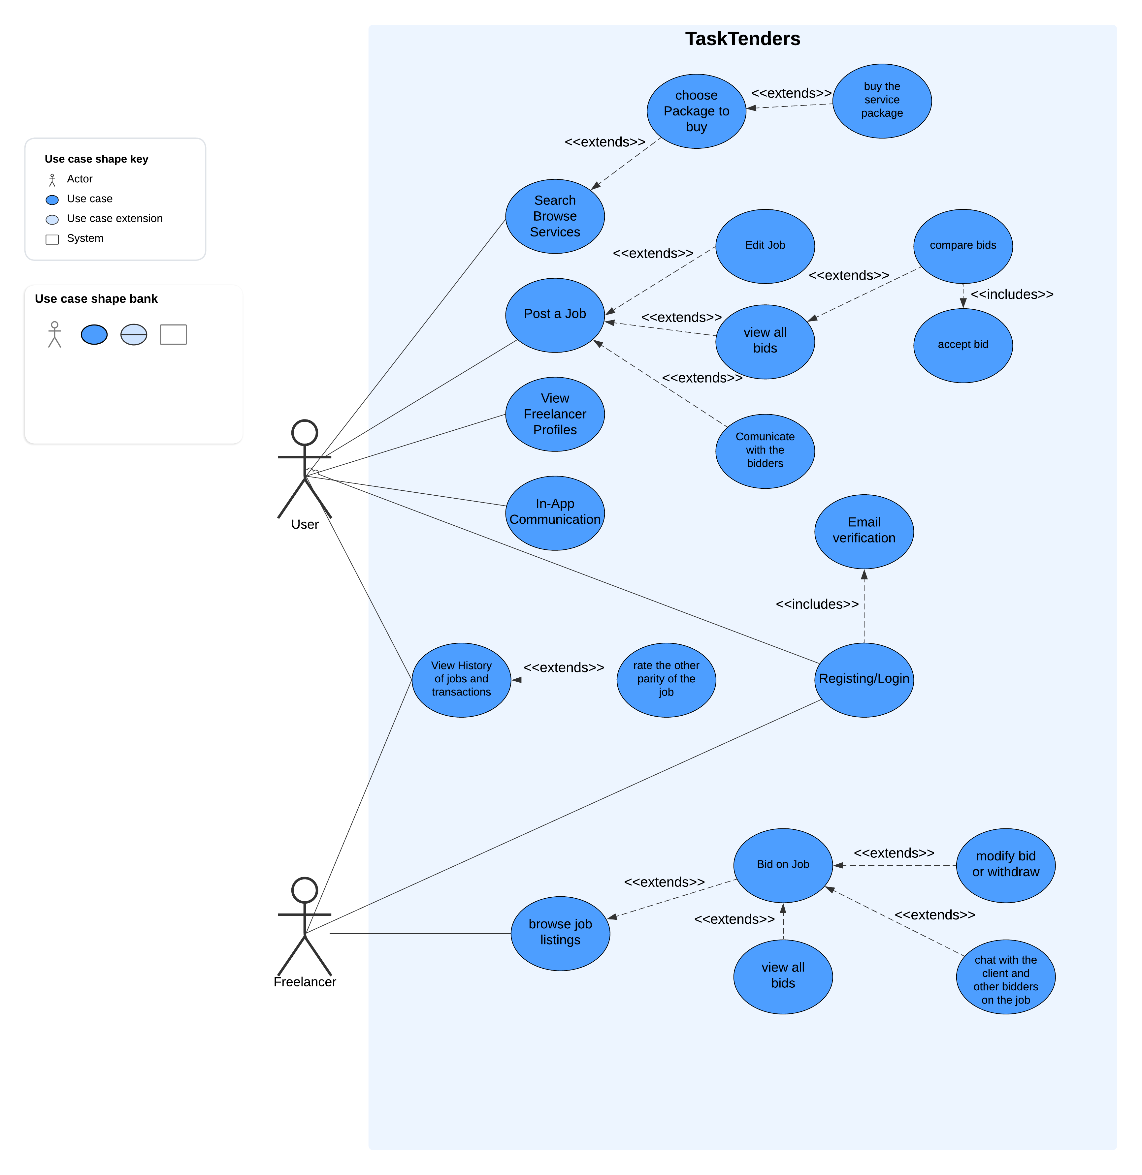 TaskTenders
Use case shape key
Actor
Use case
Use case extension
System
Use case shape bank
choose
Package to
buy
<<extends>>
buy the
service
package
<<extends>>
Search
Browse
Services
Edit Job
<<extends>>
compare bids
<<extends>>
<<includes>>
Post a Job
<<extends>>
view all
bids
accept bid
<<extends>>
View
Freelancer
Profiles
Comunicate
with the
bidders
In-App
Communication
User
Email
verification
<<includes>>
View History
of jobs and
transactions
<<extends>>
rate the other
parity of the
job
Registing/Login
Bid on Job
<<extends>>
modify bid
or withdraw
<<extends>>
browse job
listings
<<extends>>
<<extends>>
view all
bids
chat with the
client and
other bidders
on the job
Freelancer